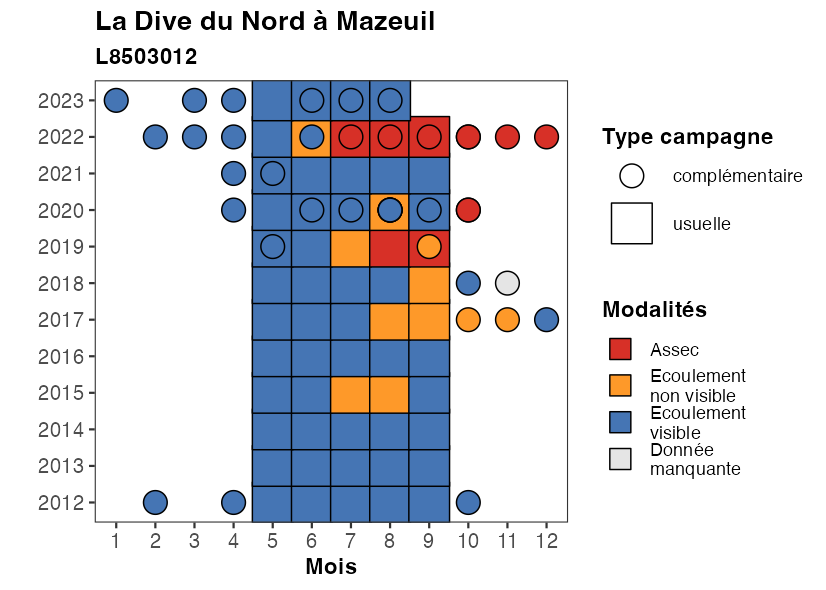 La Dive du Nord à Mazeuil
L8503012
2023
2022
2021
2020
2019
2018
2017
2016
2015
2014
2013
2012
1 2 3 4 5 6 7 8 9 10 11 12
Mois
Type campagne
complémentaire
usuelle
Modalités
Assec
Ecoulement
non visible
Ecoulement
visible
Donnée
manquante